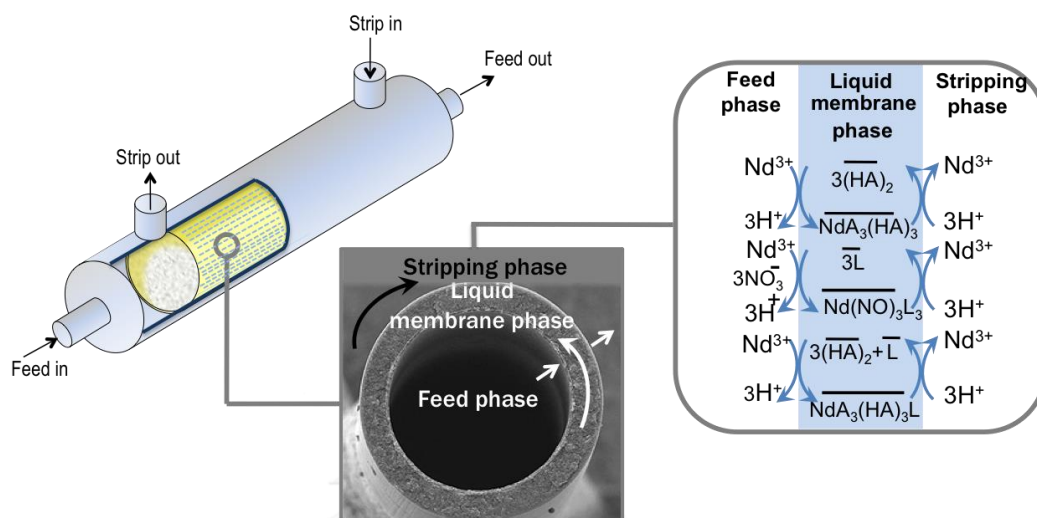 Strip in
Feed out
Strip out
Feed in
Stripping phase
Liquid
membrane phase
Feed phase
Feed Liquid Stripping
phase membrane phase
phase
Nd³⁺ 3(HA)₂ Nd³⁺
3H⁺ NdA₃(HA)₃ 3H⁺
Nd³⁺ 3L Nd³⁺
3NO₃⁻
3H⁺ Nd(NO)₃L₃ 3H⁺
Nd³⁺ 3(HA)₂+L Nd³⁺
3H⁺ NdA₃(HA)₃L 3H⁺